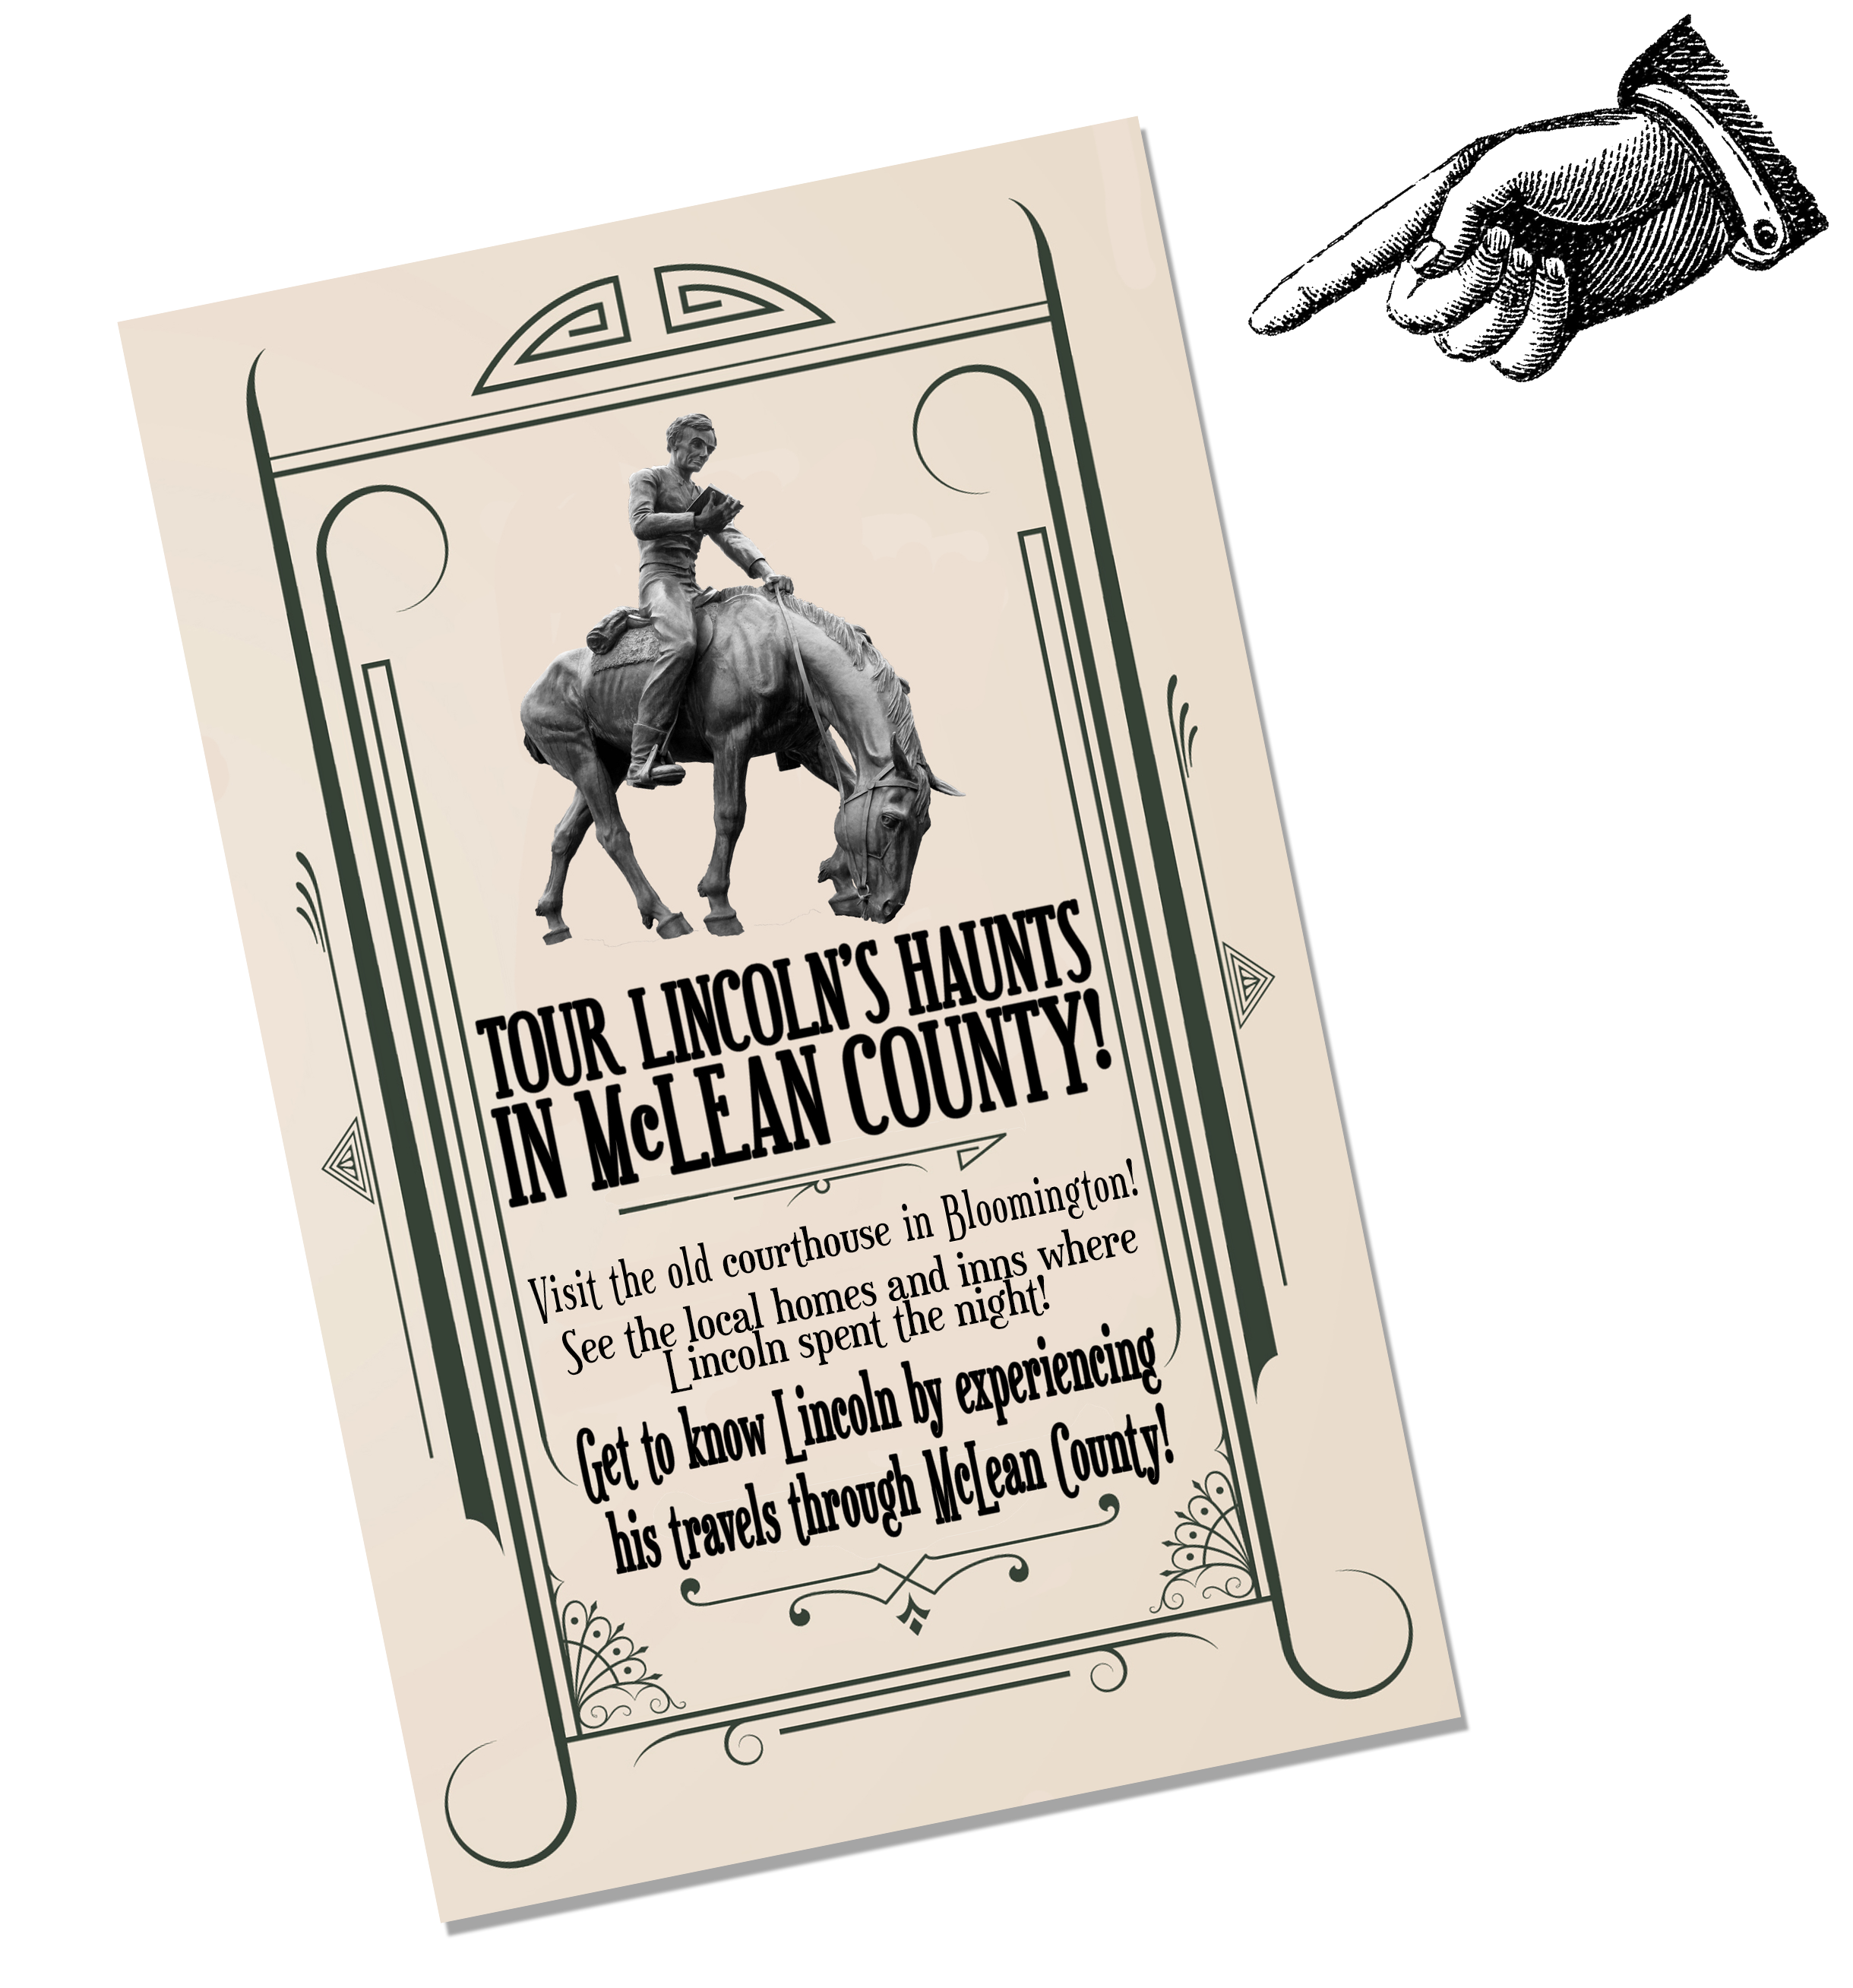 TOUR LINCOLN'S HAUNTS
IN McLEAN COUNTY!
Visit the old courthouse in Bloomington!
See the local homes and inns where
Lincoln spent the night!
Get to know Lincoln by experiencing
his travels through McLean County!